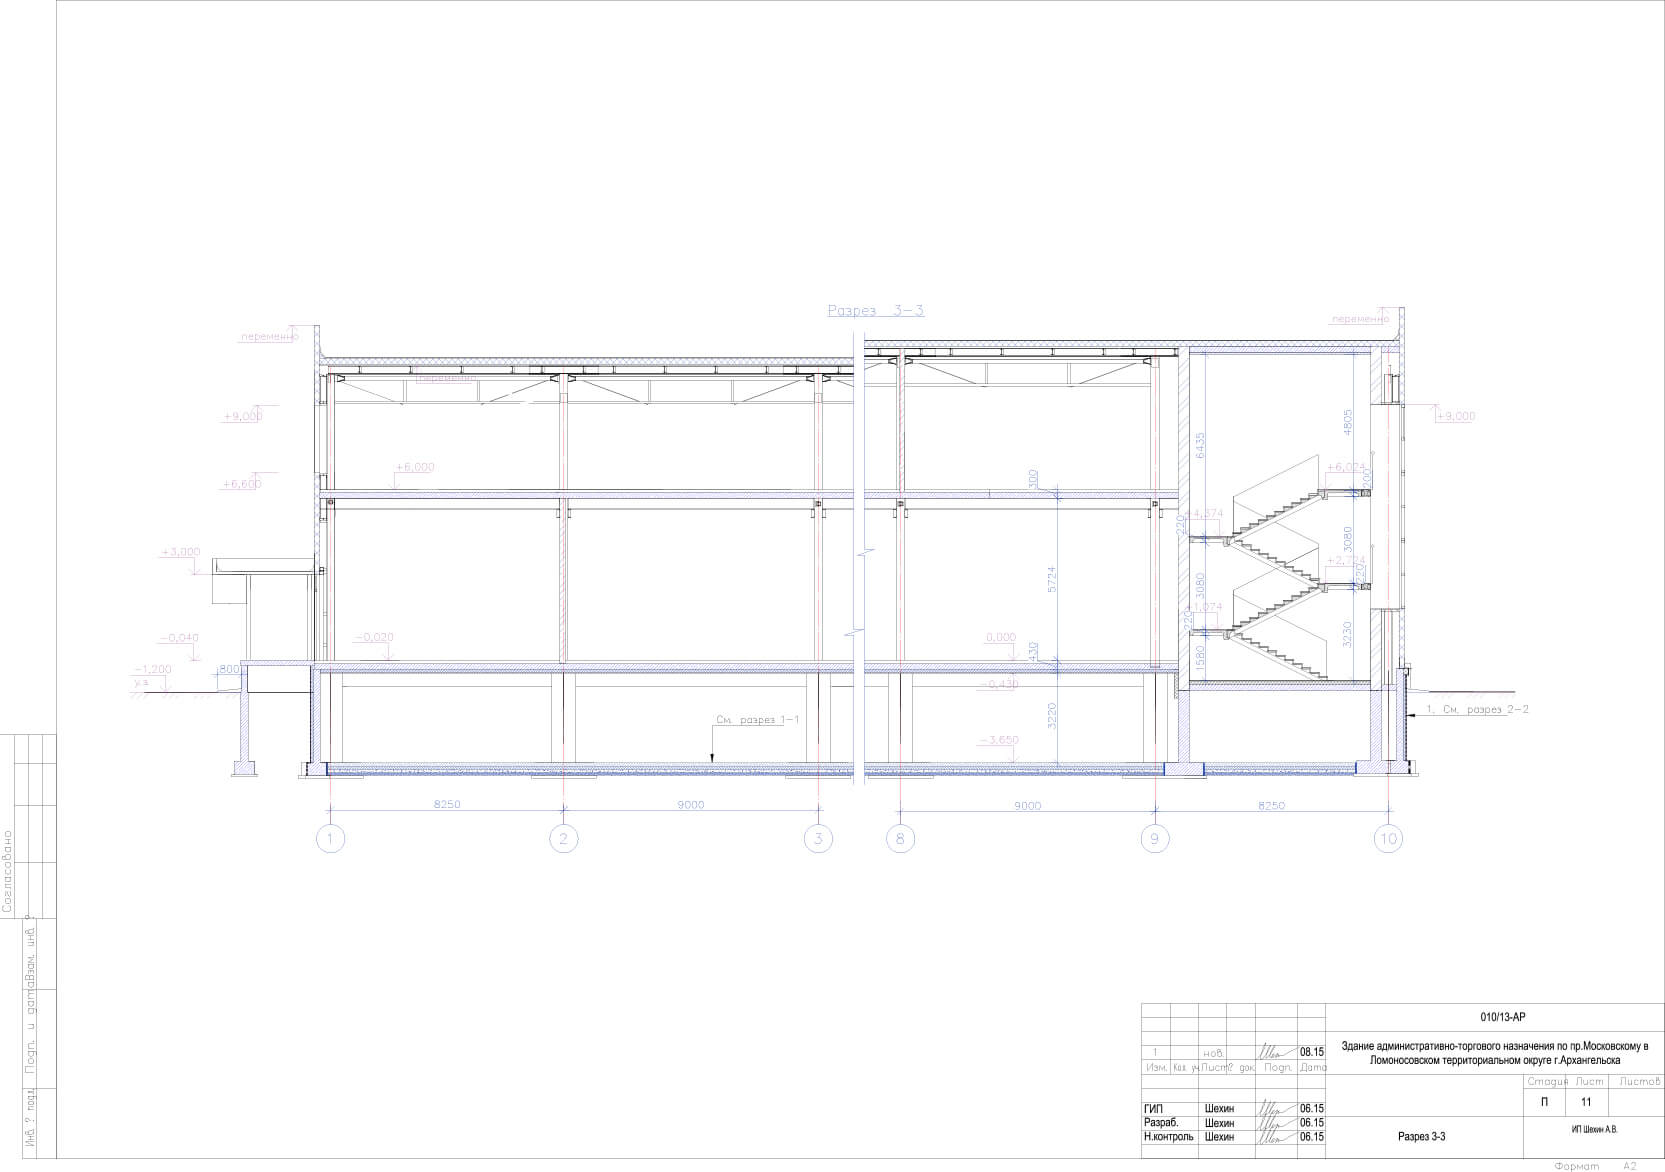 Разрез 3-3
переменно
переменно
переменно
+9,000
+9,000
+6,600
+6,000
+3,000
-0,040
-0,020
0,000
-1,200
у.з.
800
-0,430
-3,650
300
5724
430
3220
6435
4805
+6,024
200
+4,374
220
3080
3080
+2,724
220
+1,074
220
1580
3230
См. разрез 1-1
1. См. разрез 2-2
8250
9000
9000
8250
1
2
3
8
9
10
Согласовано
Взам. инв. ?
Подп. и дата
Инв. ? подл.
010/13-АР
Здание административно-торгового назначения по пр.Московскому в
Ломоносовском территориальном округе г.Архангельска
1 нов. 08.15
Изм. Кол. уч. Лист ? док. Подп. Дата
Стадия Лист Листов
П 11
ГИП Шехин 06.15
Разраб. Шехин 06.15
Н.контроль Шехин 06.15
Разрез 3-3
ИП Шехин А.В.
Формат А2